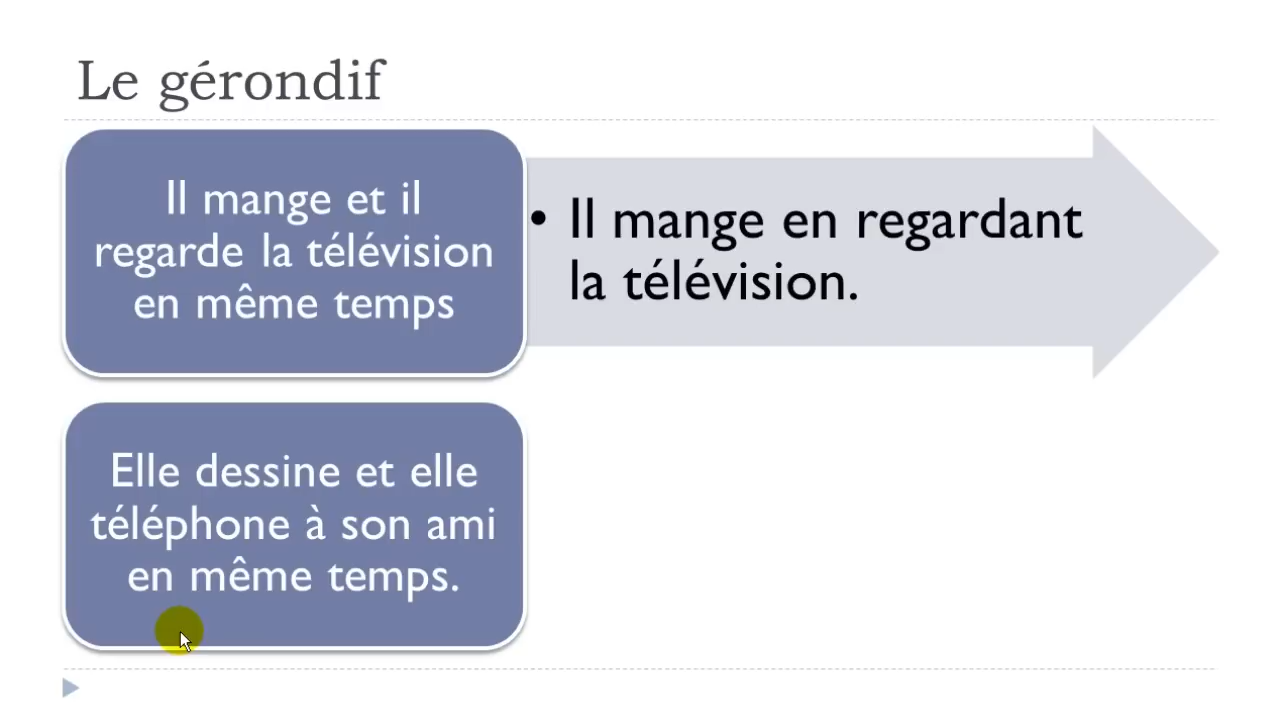 Le gérondif
Il mange et il
regarde la télévision
en même temps
• Il mange en regardant
la télévision.
Elle dessine et elle
téléphone à son ami
en même temps.